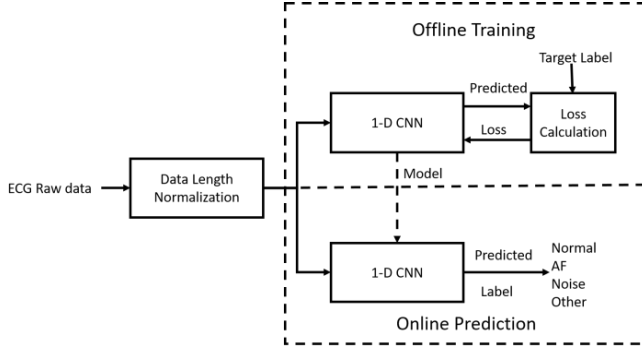 Offline Training
Target Label
Predicted
1-D CNN
Loss
Loss
Calculation
Model
ECG Raw data
Data Length
Normalization
1-D CNN
Predicted
Label
Normal
AF
Noise
Other
Online Prediction